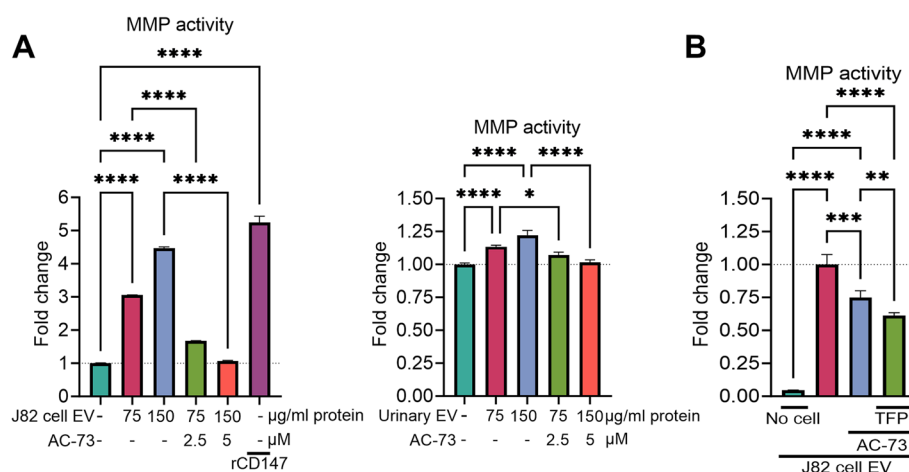 A
MMP activity
****
****
****
****
****
Fold change
6
5
4
3
2
1
0
J82 cell EV - 75 150 75 150 - µg/ml protein
AC-73 - - - 2.5 5 - µM
rCD147
MMP activity
****
****
****
*
Fold change
1.50
1.25
1.00
0.75
0.50
0.25
0.00
Urinary EV - 75 150 75 150 µg/ml protein
AC-73 - - - 2.5 5 µM
B
MMP activity
****
****
****
**
***
Fold change
1.50
1.25
1.00
0.75
0.50
0.25
0.00
No cell
TFP
AC-73
J82 cell EV